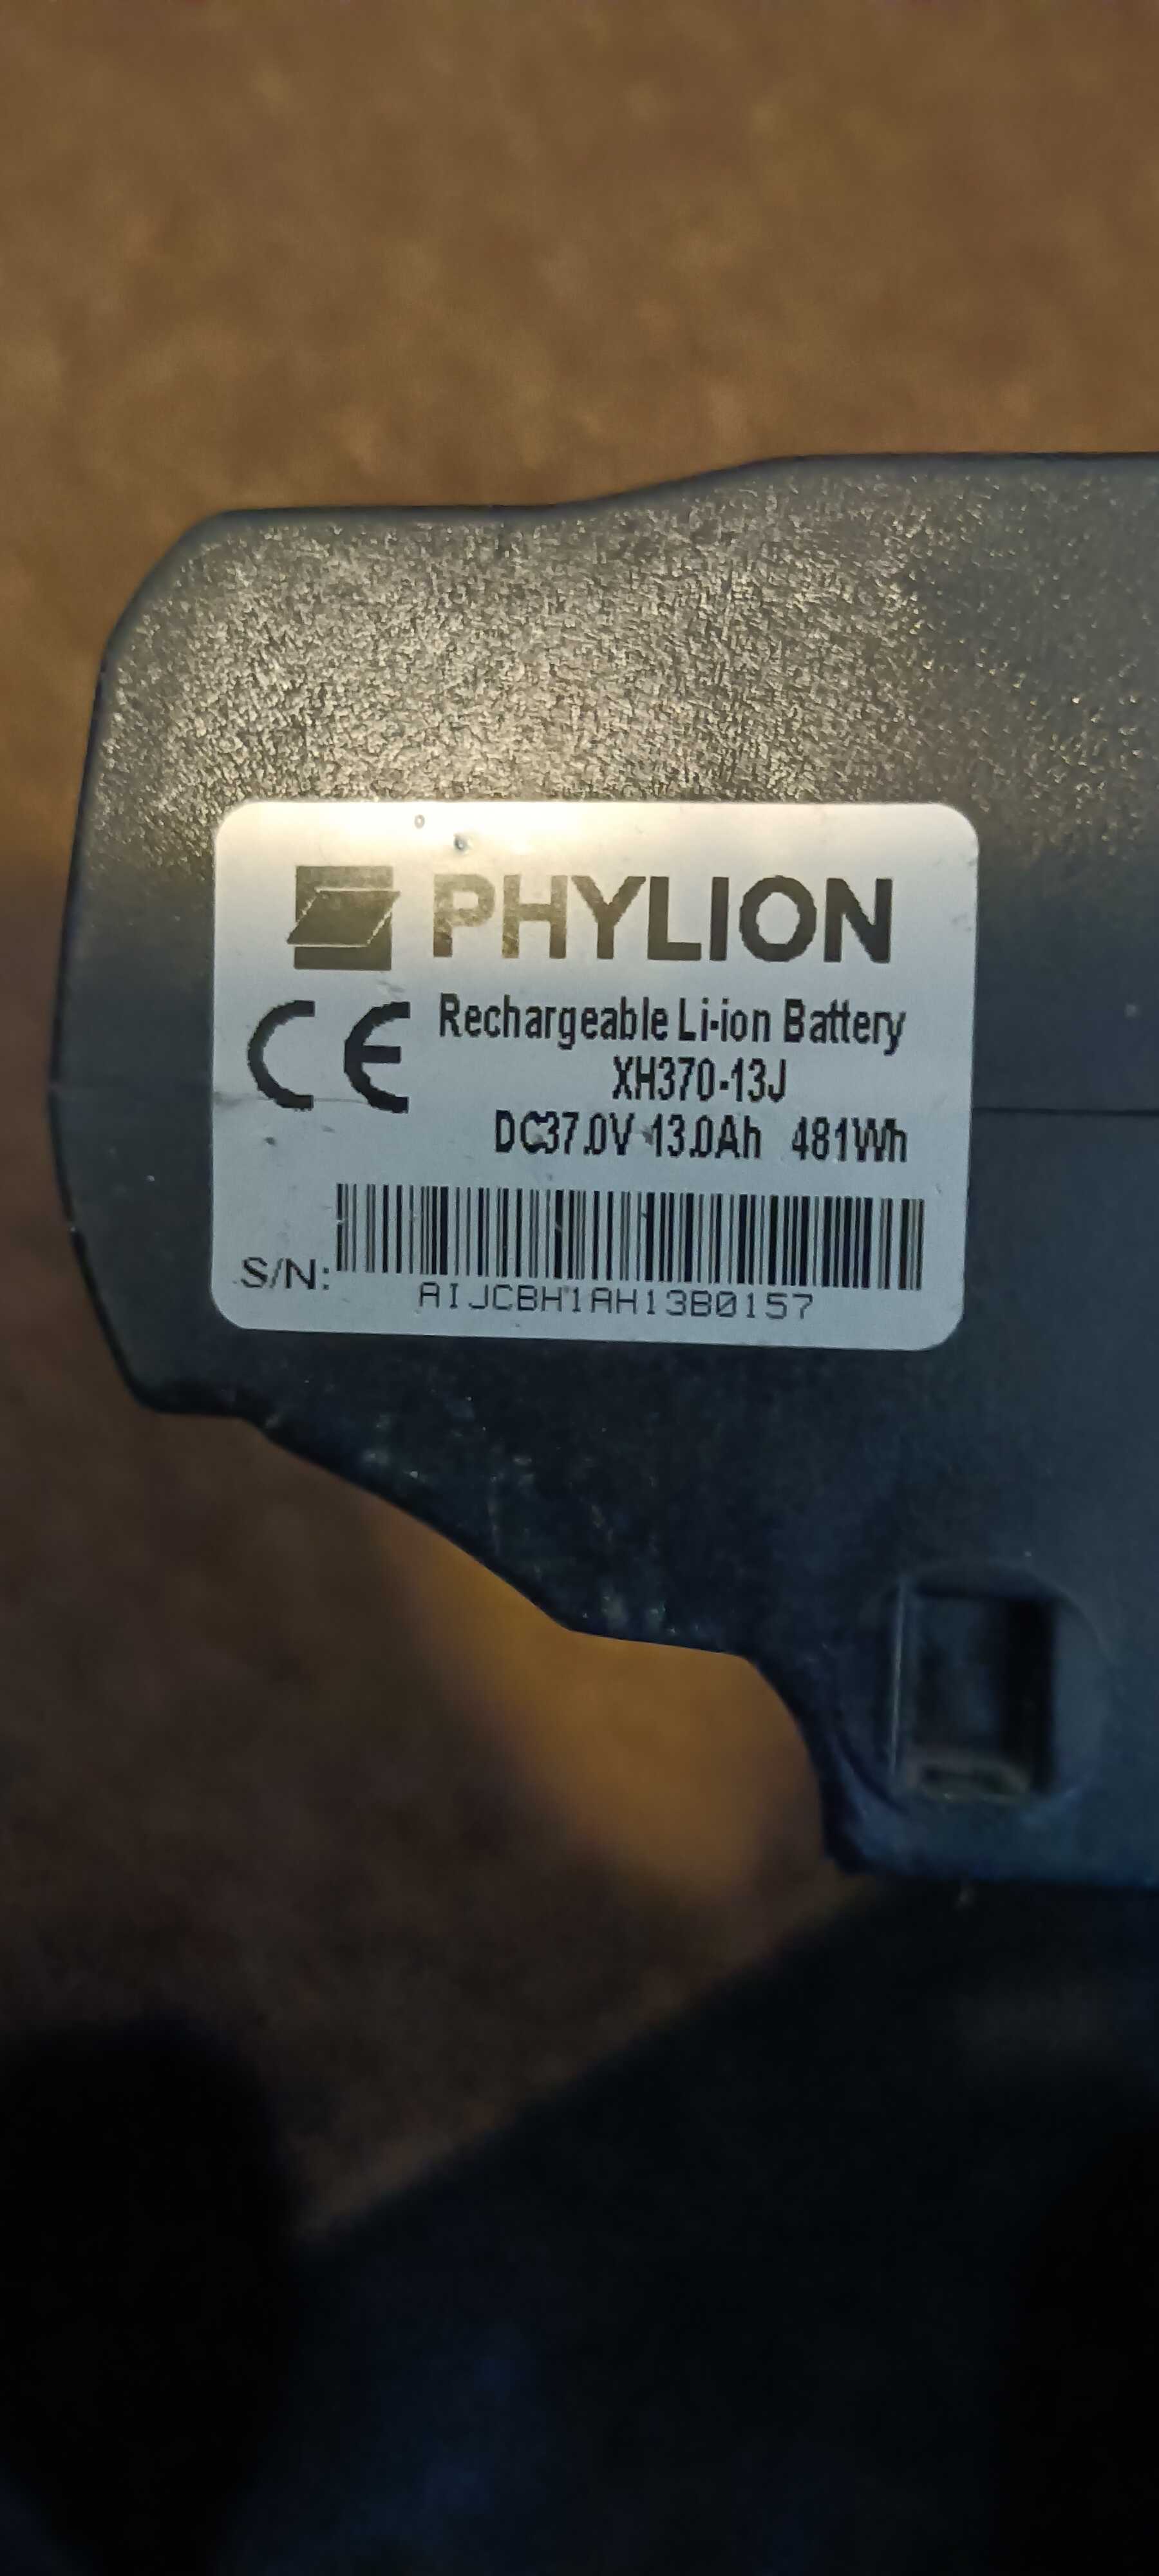 PHYLION
CE Rechargeable Li-ion Battery
XH370-13J
DC37.0V 13.0Ah 481Wh
S/N:
AIJCBH1AH13B0157